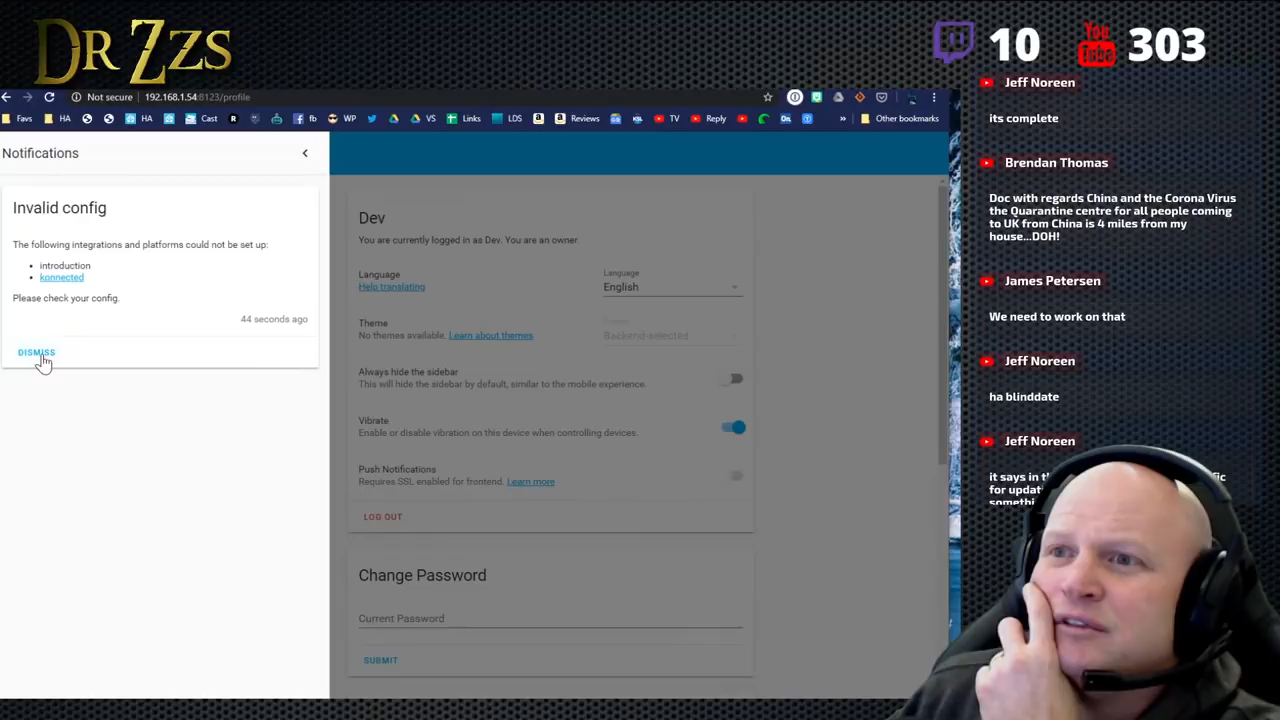 DR ZZS
10
You Tube
303
Not secure
192.168.1.54:8123/profile
Favs
HA
HA
Cast
R
fb
WP
VS
Links
LDS
a
a
Reviews
KSL
TV
Reply
»
Other bookmarks
Notifications
Invalid config
The following integrations and platforms could not be set up:
• introduction
• konnected
Please check your config.
44 seconds ago
DISMISS
Dev
You are currently logged in as Dev. You are an owner
Language
Help translating
Language
English
Theme
No themes available. Learn about themes
Backend-selected
Always hide the sidebar
This will hide the sidebar by default, similar to the mobile experience.
Vibrate
Enable or disable vibration on this device when controlling devices.
Push Notifications
Requires SSL enabled for frontend. Learn more
LOG OUT
Change Password
Current Password
SUBMIT
Jeff Noreen
its complete
Brendan Thomas
Doc with regards China and the Corona Virus
the Quarantine centre for all people coming
to UK from China is 4 miles from my
house...DOH!
James Petersen
We need to work on that
Jeff Noreen
ha blinddate
Jeff Noreen
it says in
for